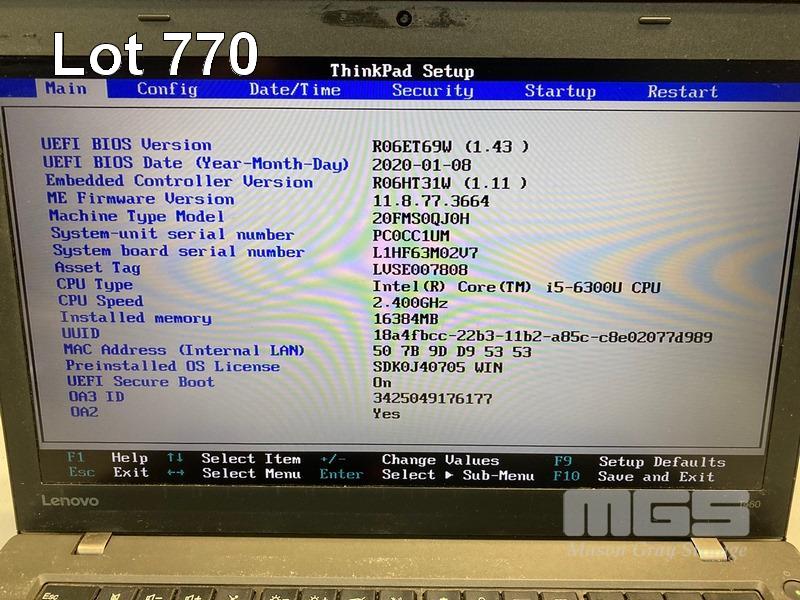 Lot 770
ThinkPad Setup
Main Config Date/Time Security Startup Restart
UEFI BIOS Version R06ET69W (1.43 )
UEFI BIOS Date (Year-Month-Day) 2020-01-08
Embedded Controller Version R06HT31W (1.11 )
ME Firmware Version 11.8.77.3664
Machine Type Model 20FMS0QJ0H
System-unit serial number PC0CC1UM
System board serial number L1HF63M02V7
Asset Tag LVSE007808
CPU Type Intel(R) Core(TM) i5-6300U CPU
CPU Speed 2.400GHz
Installed memory 16384MB
UUID 18a4fbcc-22b3-11b2-a85c-c8e02077d989
MAC Address (Internal LAN) 50 7B 9D D9 53 53
Preinstalled OS License SDK0J40705 WIN
UEFI Secure Boot On
OA3 ID 3425049176177
OA2 Yes
F1 Help ↑↓ Select Item +/- Change Values F9 Setup Defaults
Esc Exit ←→ Select Menu Enter Select ▶ Sub-Menu F10 Save and Exit
Lenovo
MGS
Mason Gray Strange
Esc